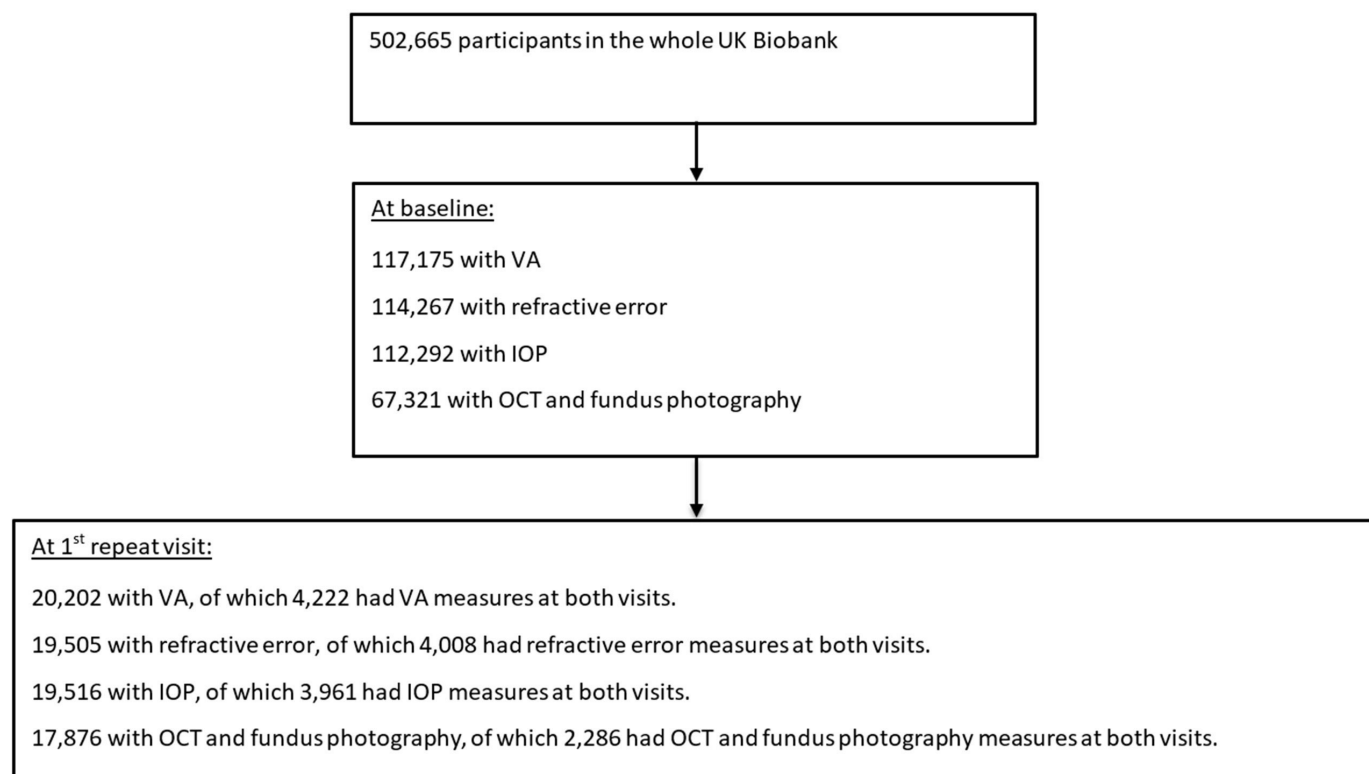 502,665 participants in the whole UK Biobank
At baseline:
117,175 with VA
114,267 with refractive error
112,292 with IOP
67,321 with OCT and fundus photography
At 1st repeat visit:
20,202 with VA, of which 4,222 had VA measures at both visits.
19,505 with refractive error, of which 4,008 had refractive error measures at both visits.
19,516 with IOP, of which 3,961 had IOP measures at both visits.
17,876 with OCT and fundus photography, of which 2,286 had OCT and fundus photography measures at both visits.